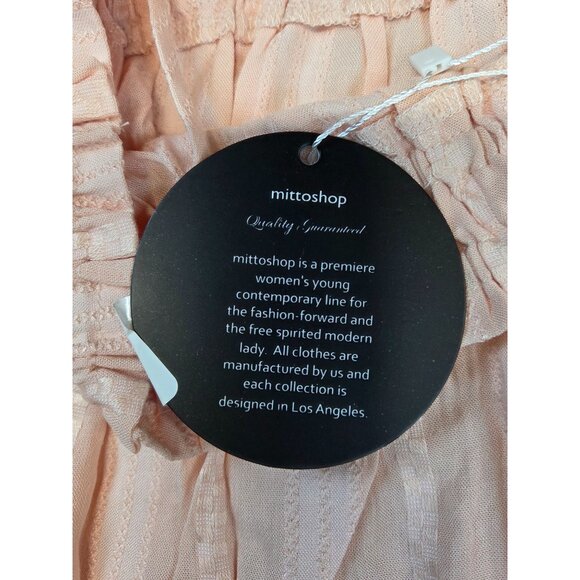 mittoshop
Quality Guaranteed
mittoshop is a premiere
women's young
contemporary line for
the fashion-forward and
the free spirited modern
lady. All clothes are
manufactured by us and
each collection is
designed in Los Angeles.